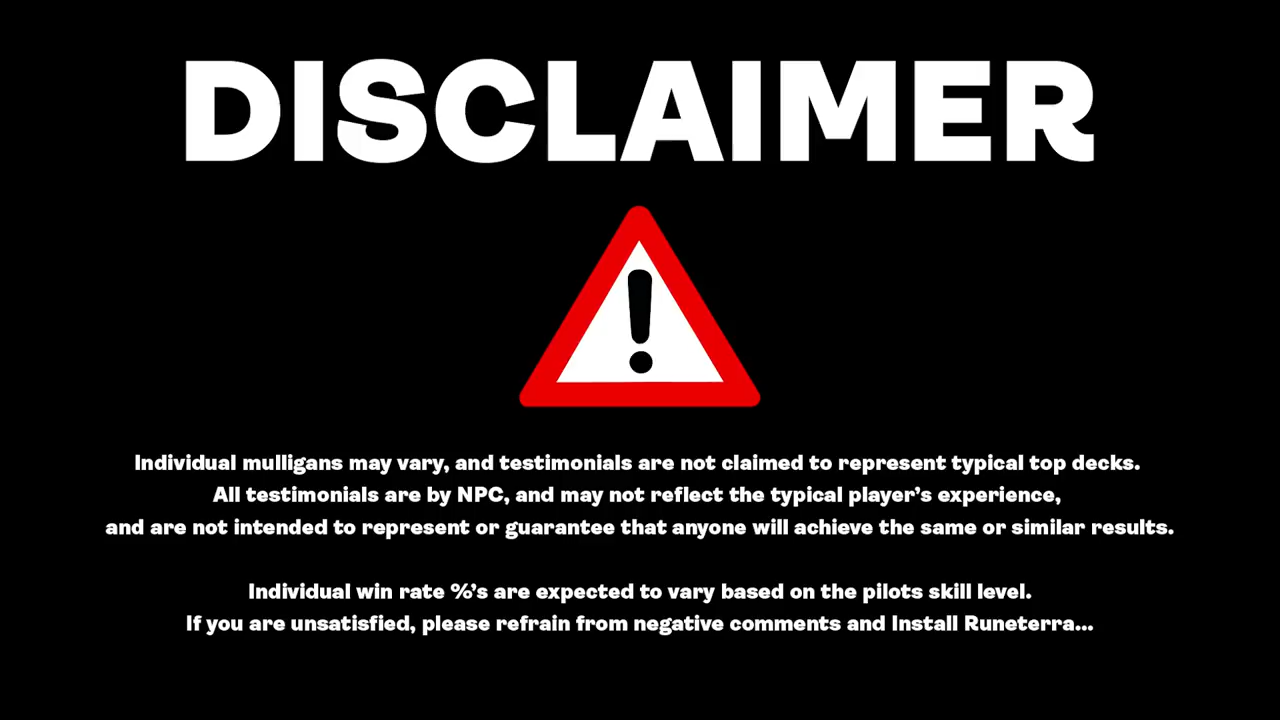 DISCLAIMER
Individual mulligans may vary, and testimonials are not claimed to represent typical top decks.
All testimonials are by NPC, and may not reflect the typical player's experience,
and are not intended to represent or guarantee that anyone will achieve the same or similar results.
Individual win rate %'s are expected to vary based on the pilots skill level.
If you are unsatisfied, please refrain from negative comments and Install Runeterra...